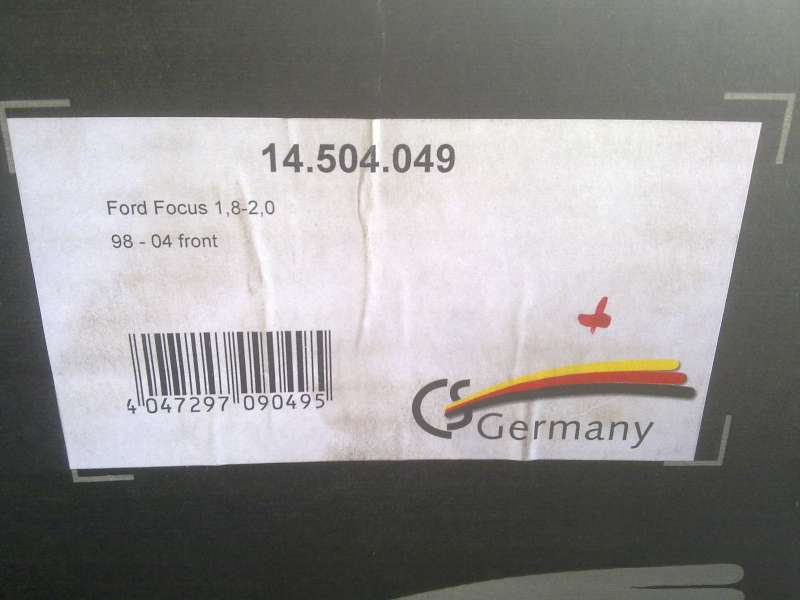 14.504.049
Ford Focus 1,8-2,0
98 - 04 front
4 047297 090495
CS Germany